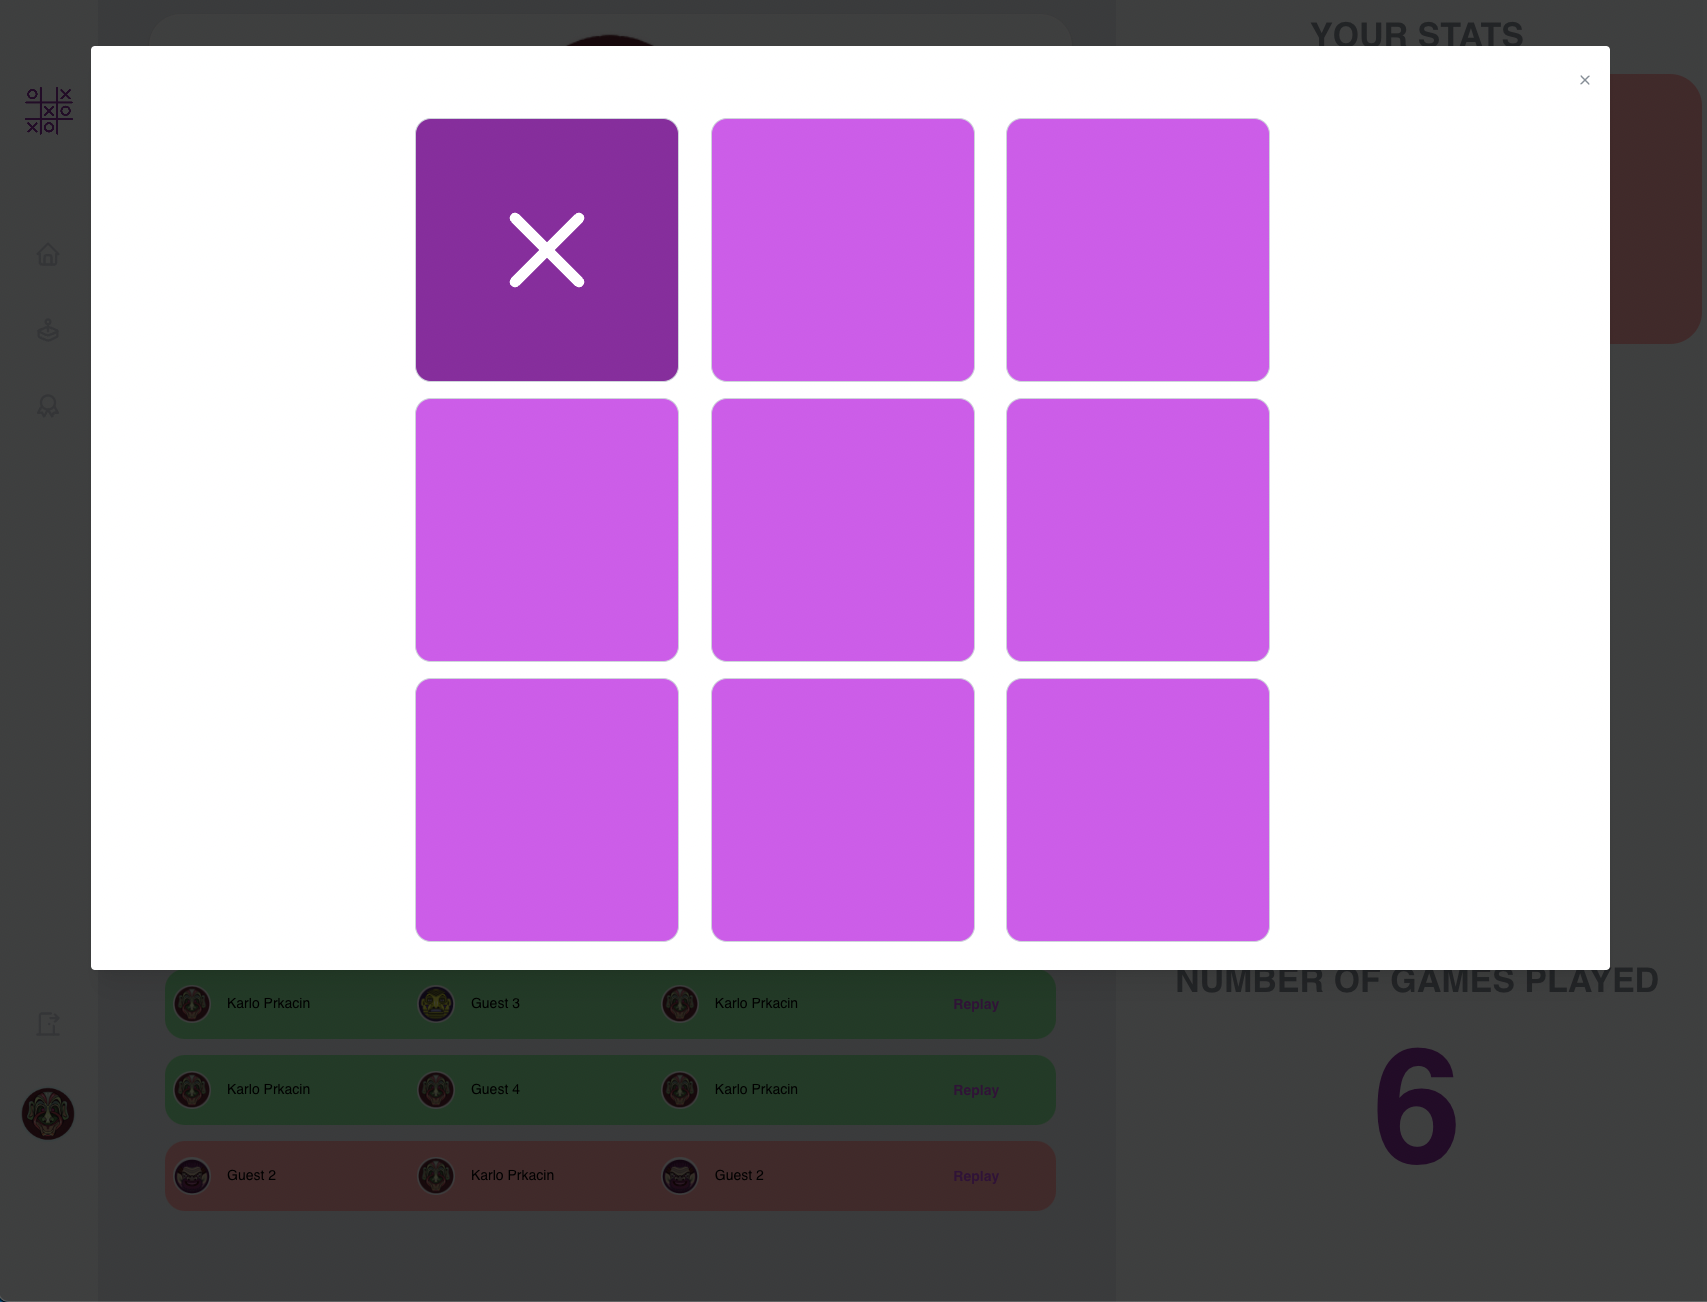 YOUR STATS
Karlo Prkacin Guest 3 Karlo Prkacin Replay
Karlo Prkacin Guest 4 Karlo Prkacin Replay
Guest 2 Karlo Prkacin Guest 2 Replay
NUMBER OF GAMES PLAYED
6